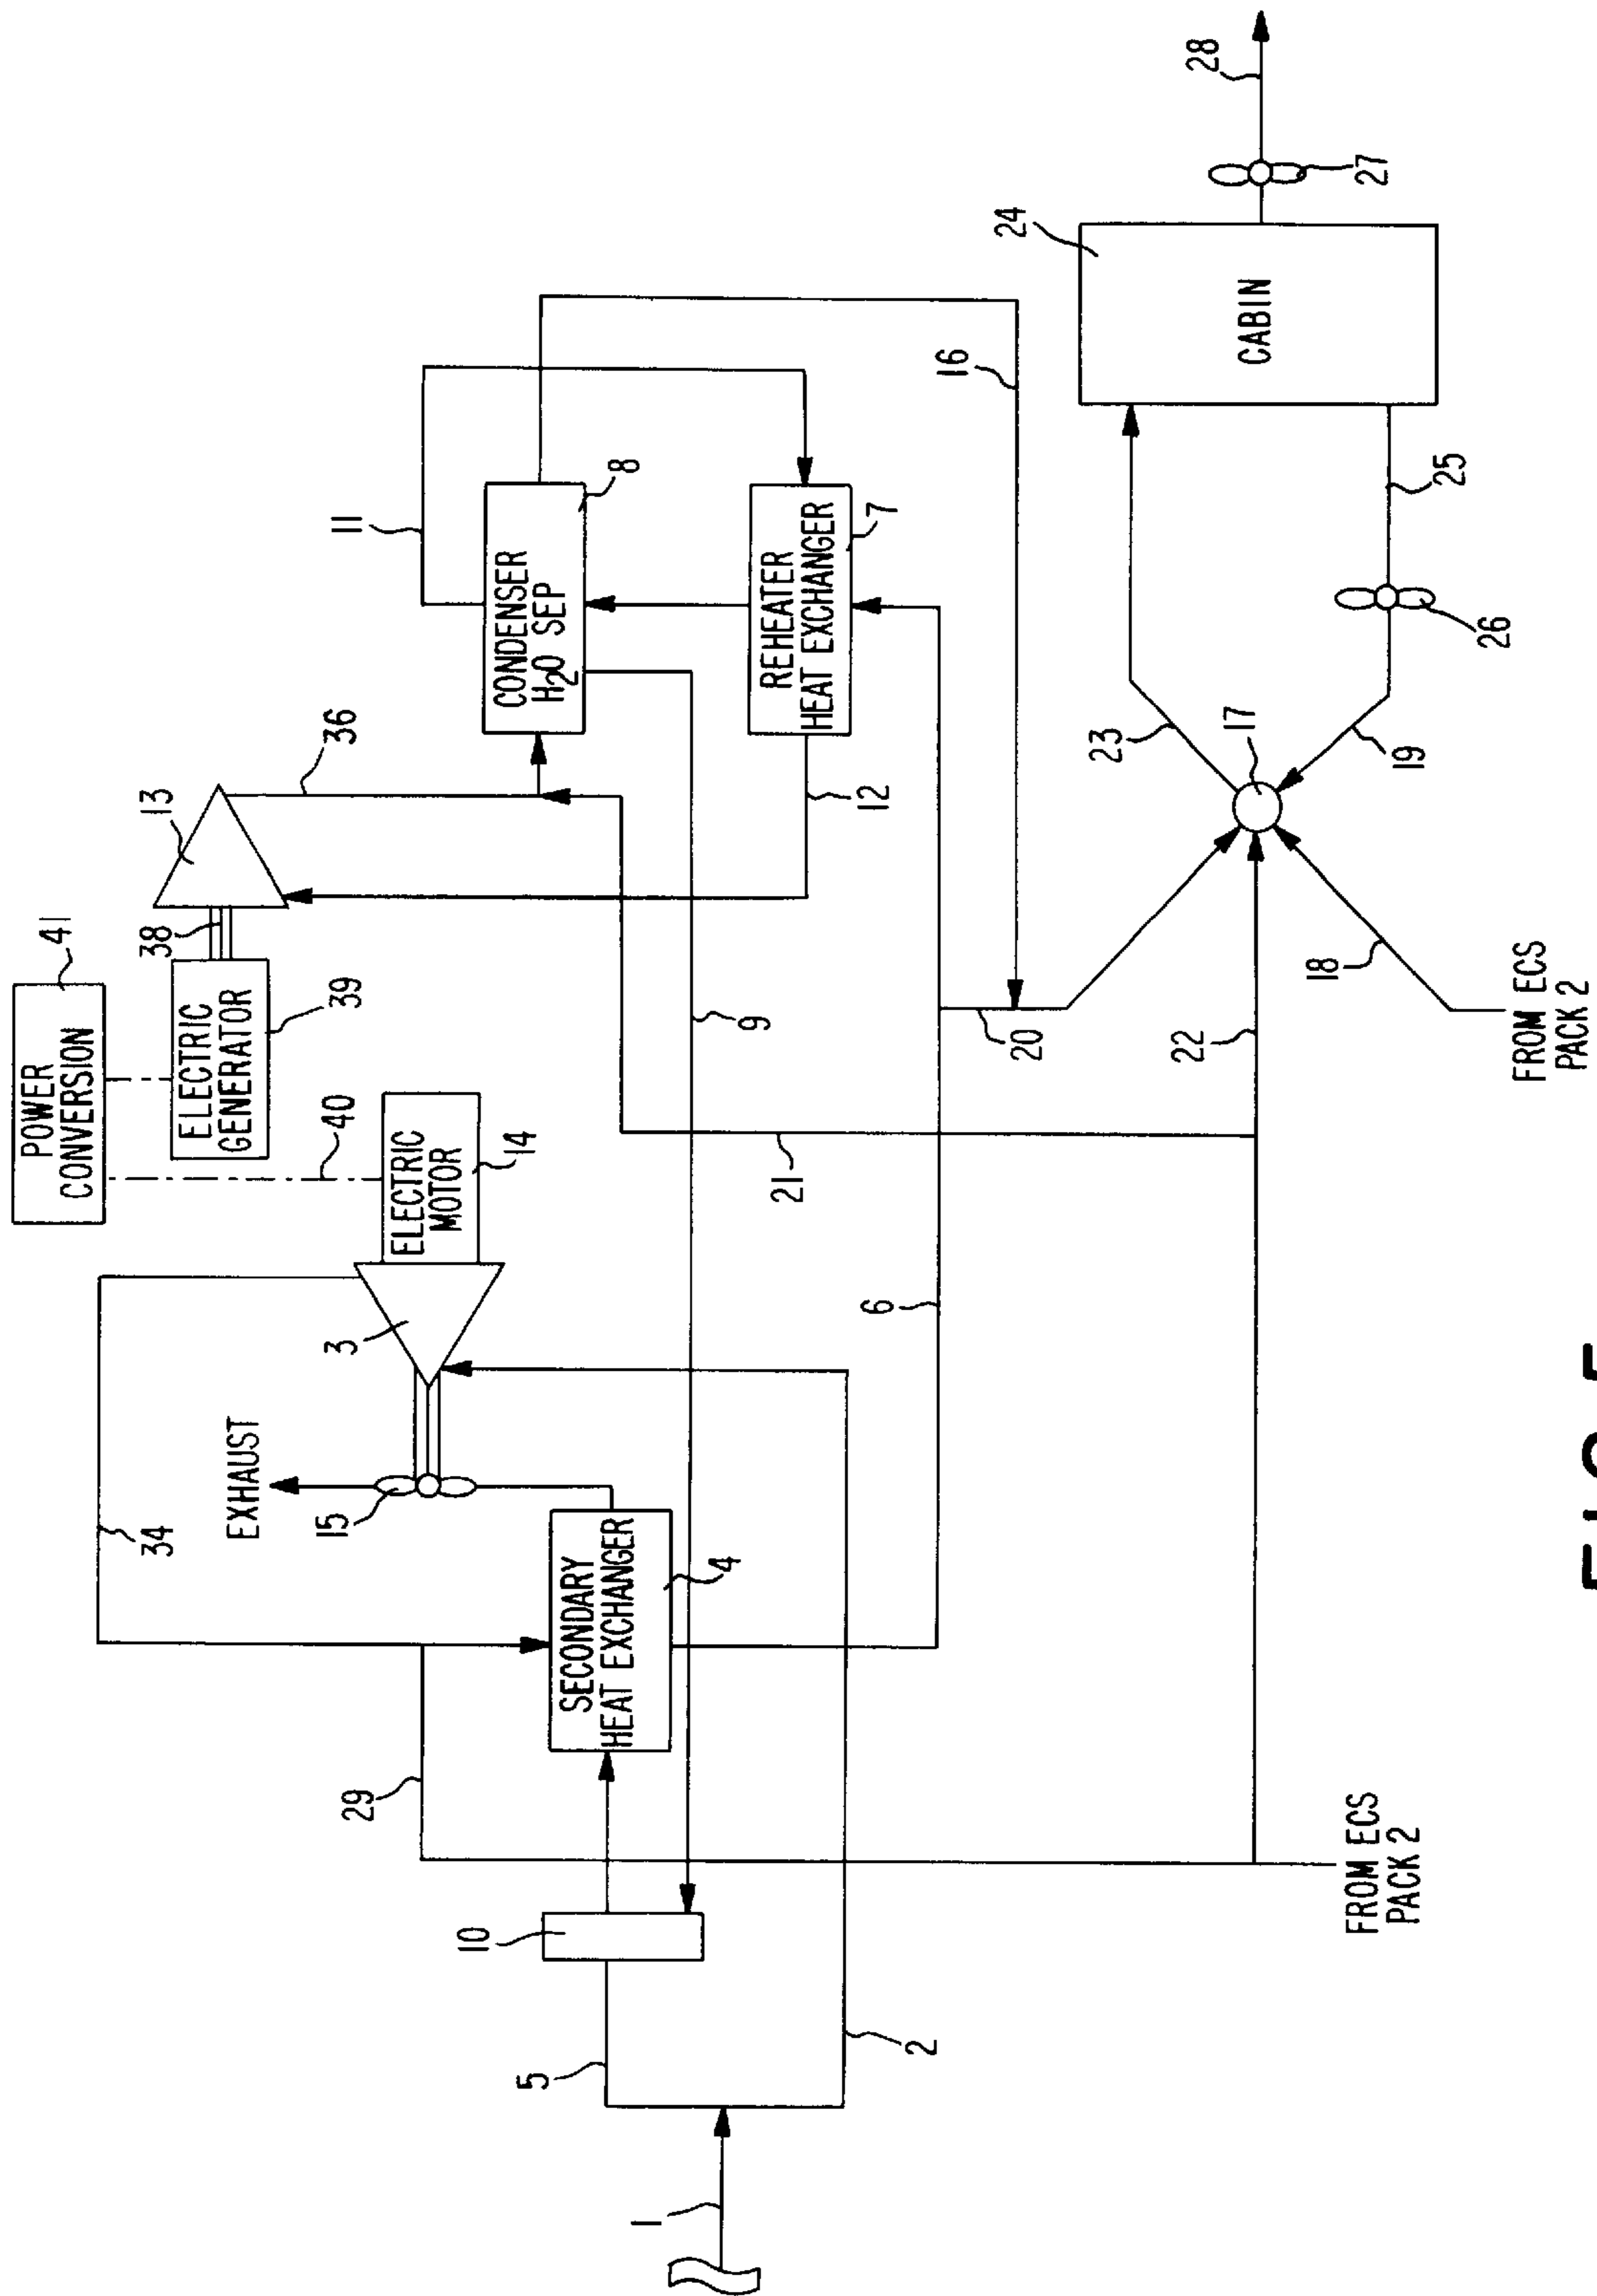 POWER
CONVERSION
41
ELECTRIC
GENERATOR
39
38
13
36
40
ELECTRIC
MOTOR
14
3
34
EXHAUST
15
SECONDARY
HEAT EXCHANGER
4
29
10
5
1
2
6
9
11
CONDENSER
H2O SEP
8
REHEATER
HEAT EXCHANGER
7
12
16
20
21
22
FROM ECS
PACK 2
18
FROM ECS
PACK 2
17
23
19
26
25
24
CABIN
27
28